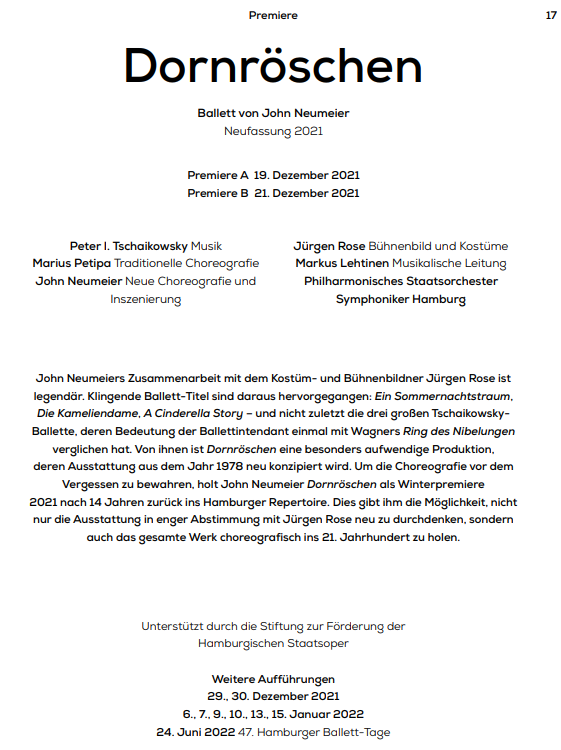 Premiere
17
Dornröschen
Ballett von John Neumeier
Neufassung 2021
Premiere A 19. Dezember 2021
Premiere B 21. Dezember 2021
Peter I. Tschaikowsky Musik
Marius Petipa Traditionelle Choreografie
John Neumeier Neue Choreografie und
Inszenierung
Jürgen Rose Bühnenbild und Kostüme
Markus Lehtinen Musikalische Leitung
Philharmonisches Staatsorchester
Symphoniker Hamburg
John Neumeiers Zusammenarbeit mit dem Kostüm- und Bühnenbildner Jürgen Rose ist
legendär. Klingende Ballett-Titel sind daraus hervorgegangen: Ein Sommernachtstraum,
Die Kameliendame, A Cinderella Story – und nicht zuletzt die drei großen Tschaikowsky-
Ballette, deren Bedeutung der Ballettintendant einmal mit Wagners Ring des Nibelungen
verglichen hat. Von ihnen ist Dornröschen eine besonders aufwendige Produktion,
deren Ausstattung aus dem Jahr 1978 neu konzipiert wird. Um die Choreografie vor dem
Vergessen zu bewahren, holt John Neumeier Dornröschen als Winterpremiere
2021 nach 14 Jahren zurück ins Hamburger Repertoire. Dies gibt ihm die Möglichkeit, nicht
nur die Ausstattung in enger Abstimmung mit Jürgen Rose neu zu durchdenken, sondern
auch das gesamte Werk choreografisch ins 21. Jahrhundert zu holen.
Unterstützt durch die Stiftung zur Förderung der
Hamburgischen Staatsoper
Weitere Aufführungen
29., 30. Dezember 2021
6., 7., 9., 10., 13., 15. Januar 2022
24. Juni 2022 47. Hamburger Ballett-Tage